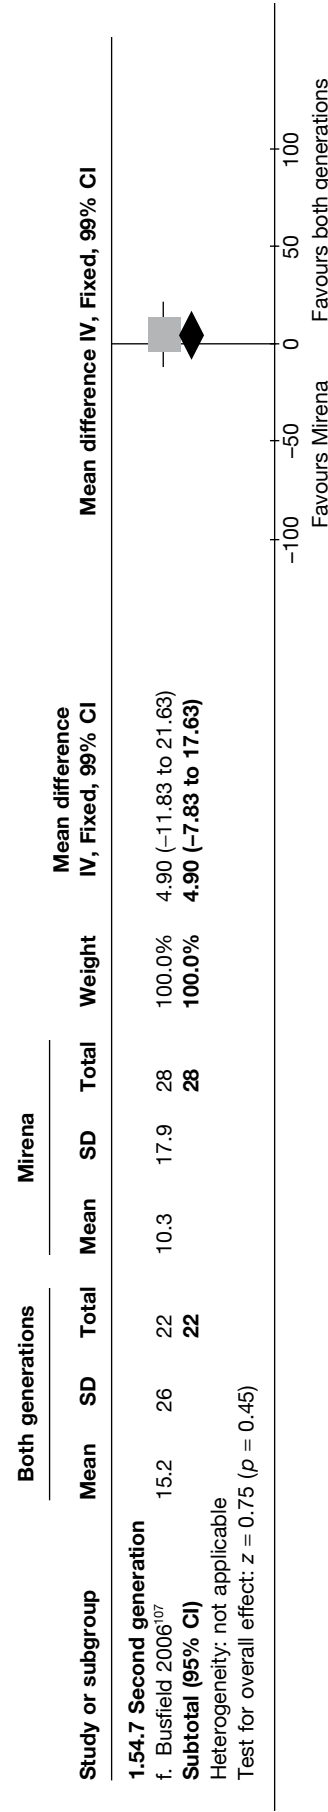 Both generations Mirena Mean difference
Study or subgroup Mean SD Total Mean SD Total Weight IV, Fixed, 99% CI Mean difference IV, Fixed, 99% CI
1.54.7 Second generation
f. Busfield 2006107 15.2 26 22 10.3 17.9 28 100.0% 4.90 (–11.83 to 21.63)
Subtotal (95% CI) 22 28 100.0% 4.90 (–7.83 to 17.63)
Heterogeneity: not applicable
Test for overall effect: z = 0.75 (p = 0.45)
–100 –50 0 50 100
Favours Mirena Favours both generations